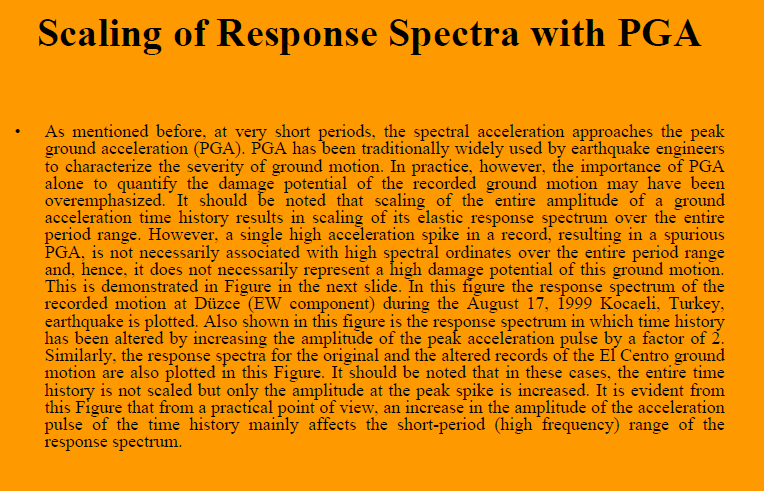 Scaling of Response Spectra with PGA
• As mentioned before, at very short periods, the spectral acceleration approaches the peak
ground acceleration (PGA). PGA has been traditionally widely used by earthquake engineers
to characterize the severity of ground motion. In practice, however, the importance of PGA
alone to quantify the damage potential of the recorded ground motion may have been
overemphasized. It should be noted that scaling of the entire amplitude of a ground
acceleration time history results in scaling of its elastic response spectrum over the entire
period range. However, a single high acceleration spike in a record, resulting in a spurious
PGA, is not necessarily associated with high spectral ordinates over the entire period range
and, hence, it does not necessarily represent a high damage potential of this ground motion.
This is demonstrated in Figure in the next slide. In this figure the response spectrum of the
recorded motion at Düzce (EW component) during the August 17, 1999 Kocaeli, Turkey,
earthquake is plotted. Also shown in this figure is the response spectrum in which time history
has been altered by increasing the amplitude of the peak acceleration pulse by a factor of 2.
Similarly, the response spectra for the original and the altered records of the El Centro ground
motion are also plotted in this Figure. It should be noted that in these cases, the entire time
history is not scaled but only the amplitude at the peak spike is increased. It is evident from
this Figure that from a practical point of view, an increase in the amplitude of the acceleration
pulse of the time history mainly affects the short-period (high frequency) range of the
response spectrum.